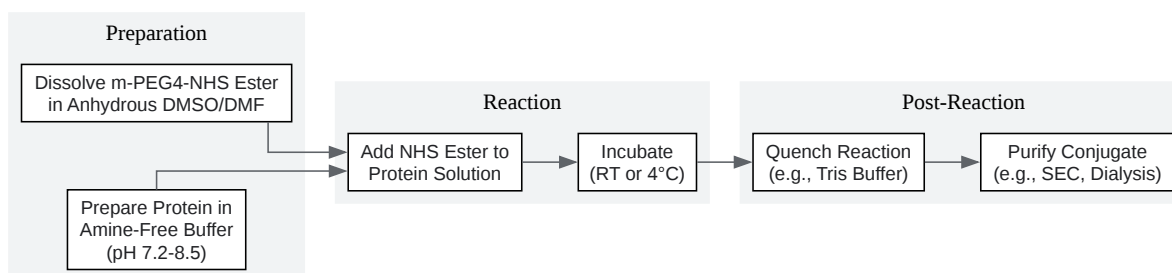 Preparation
Dissolve m-PEG4-NHS Ester
in Anhydrous DMSO/DMF
Prepare Protein in
Amine-Free Buffer
(pH 7.2-8.5)
Reaction
Add NHS Ester to
Protein Solution
Incubate
(RT or 4°C)
Post-Reaction
Quench Reaction
(e.g., Tris Buffer)
Purify Conjugate
(e.g., SEC, Dialysis)